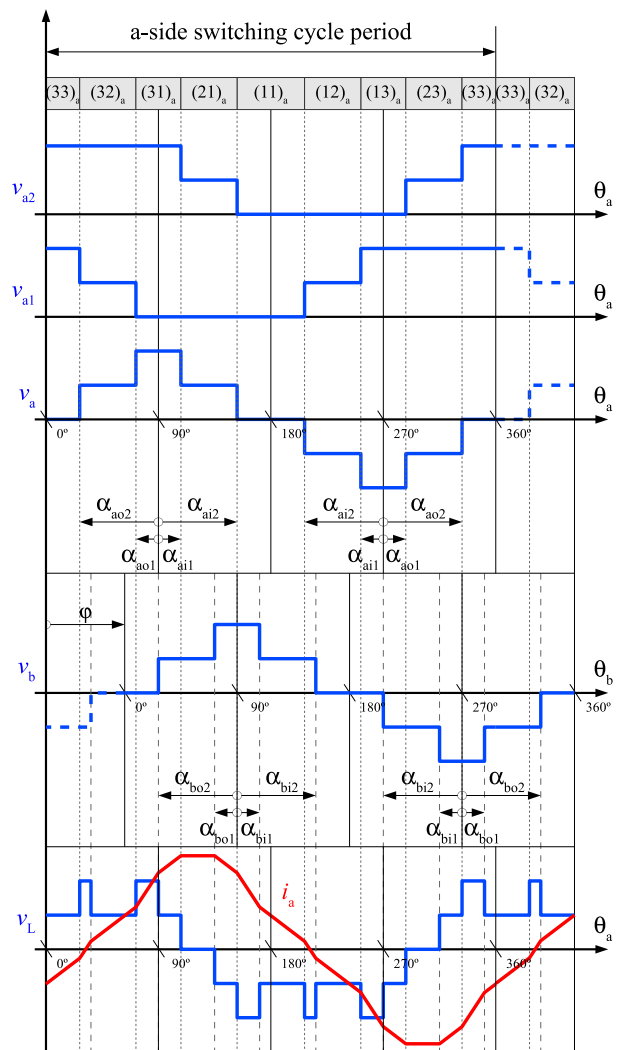 a-side switching cycle period
(33)a (32)a (31)a (21)a (11)a (12)a (13)a (23)a (33)a (33)a (32)a
va2 θa
va1 θa
va θa
0º 90º 180º 270º 360º
αao2 αai2 αai2 αao2
αao1 αai1 αai1 αao1
φ
vb θb
0º 90º 180º 270º 360º
αbo2 αbi2 αbi2 αbo2
αbo1 αbi1 αbi1 αbo1
ia
vL θa
0º 90º 180º 270º 360º